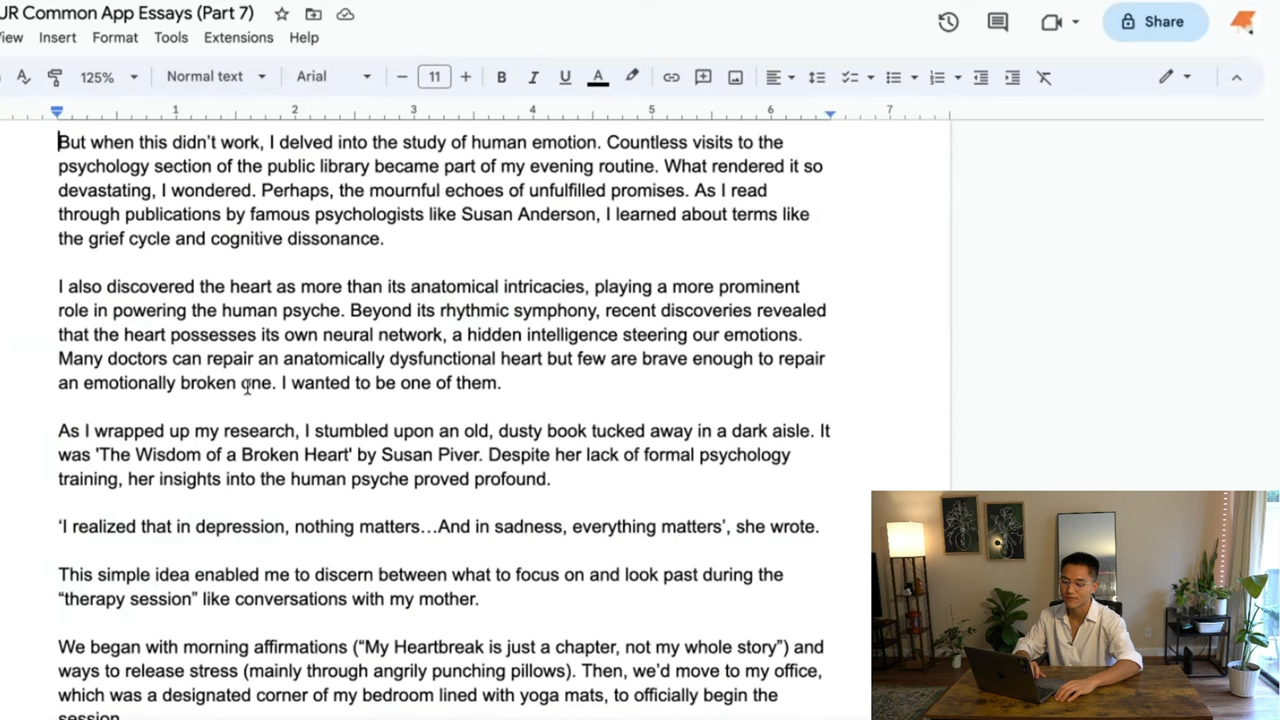 UR Common App Essays (Part 7)
View Insert Format Tools Extensions Help
Share
125% Normal text Arial 11
1 2 3 4 5 6 7
But when this didn't work, I delved into the study of human emotion. Countless visits to the
psychology section of the public library became part of my evening routine. What rendered it so
devastating, I wondered. Perhaps, the mournful echoes of unfulfilled promises. As I read
through publications by famous psychologists like Susan Anderson, I learned about terms like
the grief cycle and cognitive dissonance.
I also discovered the heart as more than its anatomical intricacies, playing a more prominent
role in powering the human psyche. Beyond its rhythmic symphony, recent discoveries revealed
that the heart possesses its own neural network, a hidden intelligence steering our emotions.
Many doctors can repair an anatomically dysfunctional heart but few are brave enough to repair
an emotionally broken one. I wanted to be one of them.
As I wrapped up my research, I stumbled upon an old, dusty book tucked away in a dark aisle. It
was 'The Wisdom of a Broken Heart' by Susan Piver. Despite her lack of formal psychology
training, her insights into the human psyche proved profound.
‘I realized that in depression, nothing matters…And in sadness, everything matters’, she wrote.
This simple idea enabled me to discern between what to focus on and look past during the
“therapy session” like conversations with my mother.
We began with morning affirmations (“My Heartbreak is just a chapter, not my whole story”) and
ways to release stress (mainly through angrily punching pillows). Then, we’d move to my office,
which was a designated corner of my bedroom lined with yoga mats, to officially begin the
session